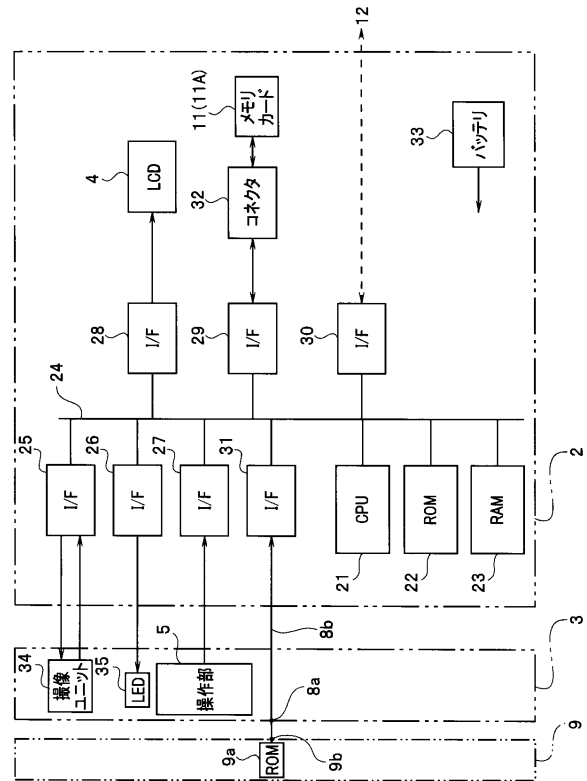 12
11(11A)
メモリ
カード
4
LCD
32
コネクタ
33
バッテリ
28
I/F
29
I/F
30
I/F
24
25
I/F
26
I/F
27
I/F
31
I/F
CPU
21
ROM
22
RAM
23
2
34
撮像
ユニット
35
LED
5
操作部
8b
8a
3
9a
ROM
9b
9